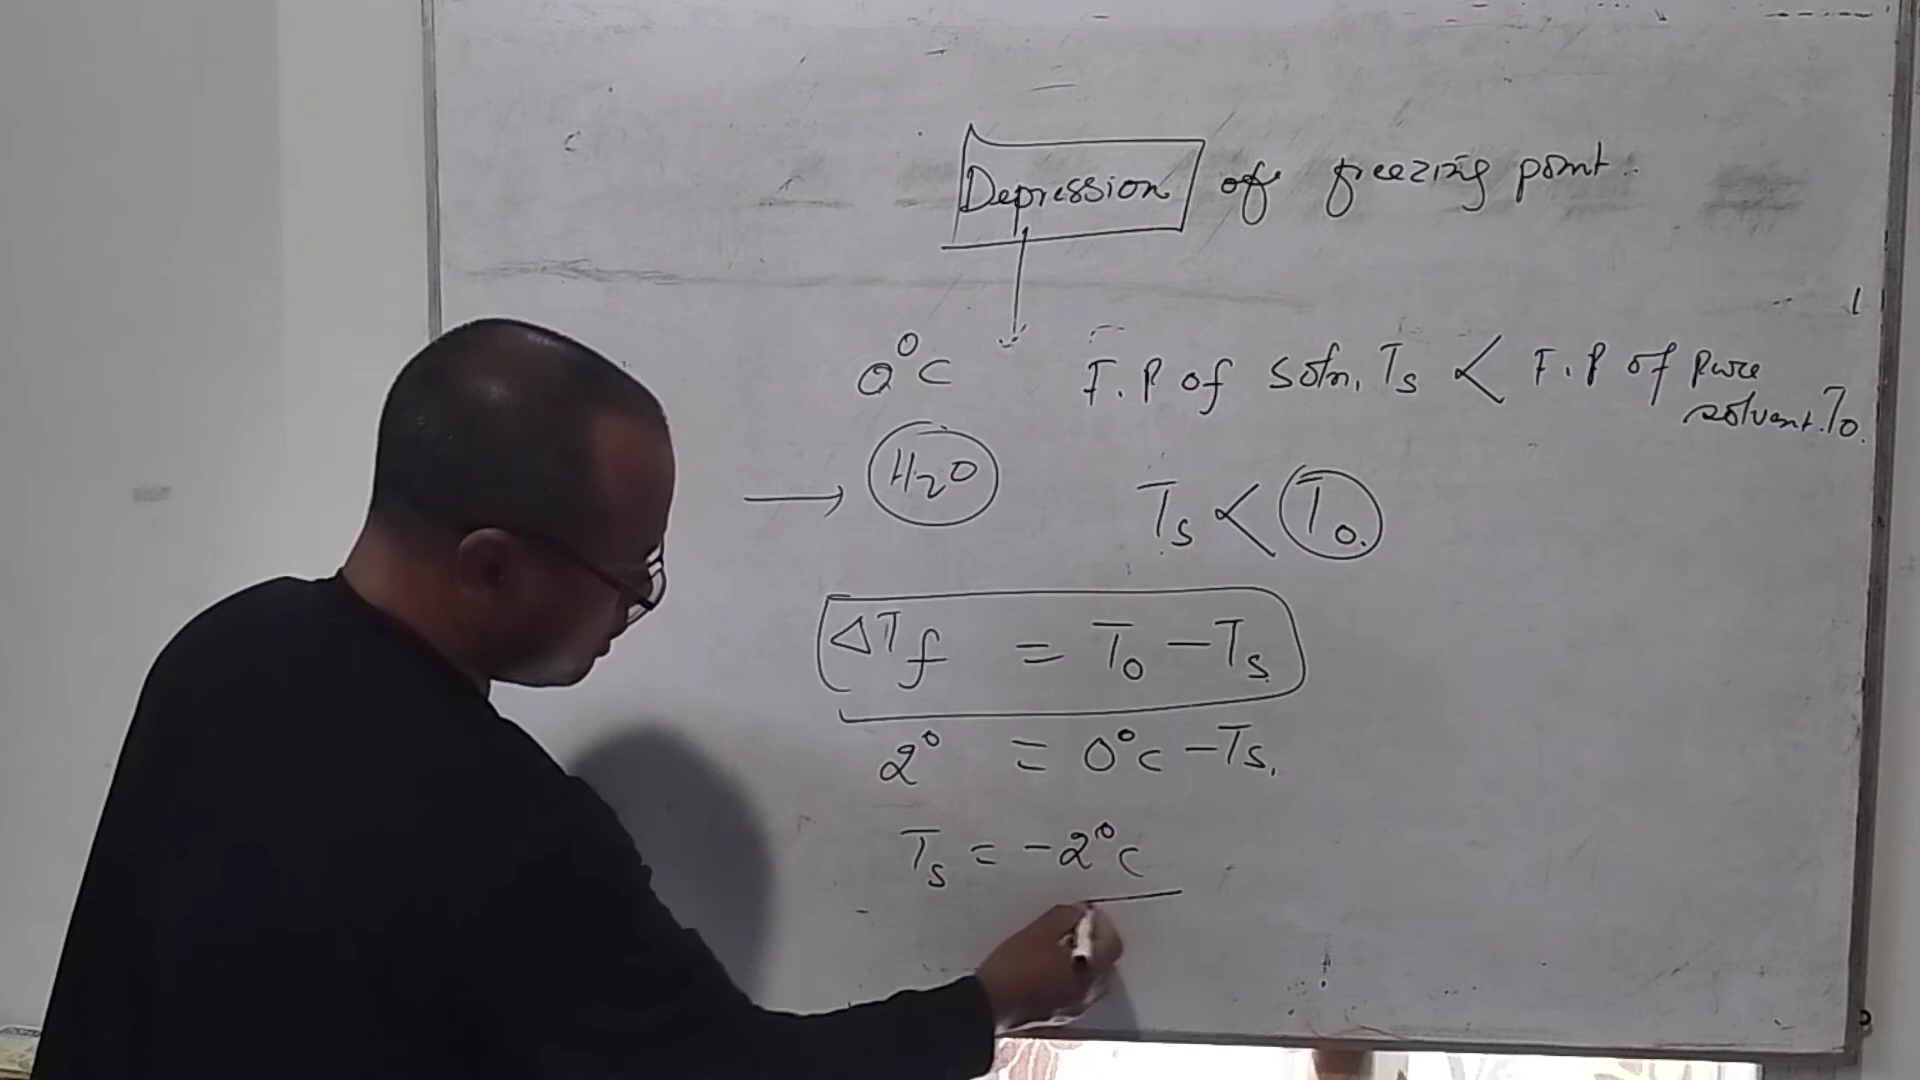 Depression of freezing point.
0°C
F.P of soln. Ts < F.P of pure
solvent. To.
→ H2O
Ts < To.
ΔTf = To - Ts
2° = 0°C - Ts.
Ts = -2°C